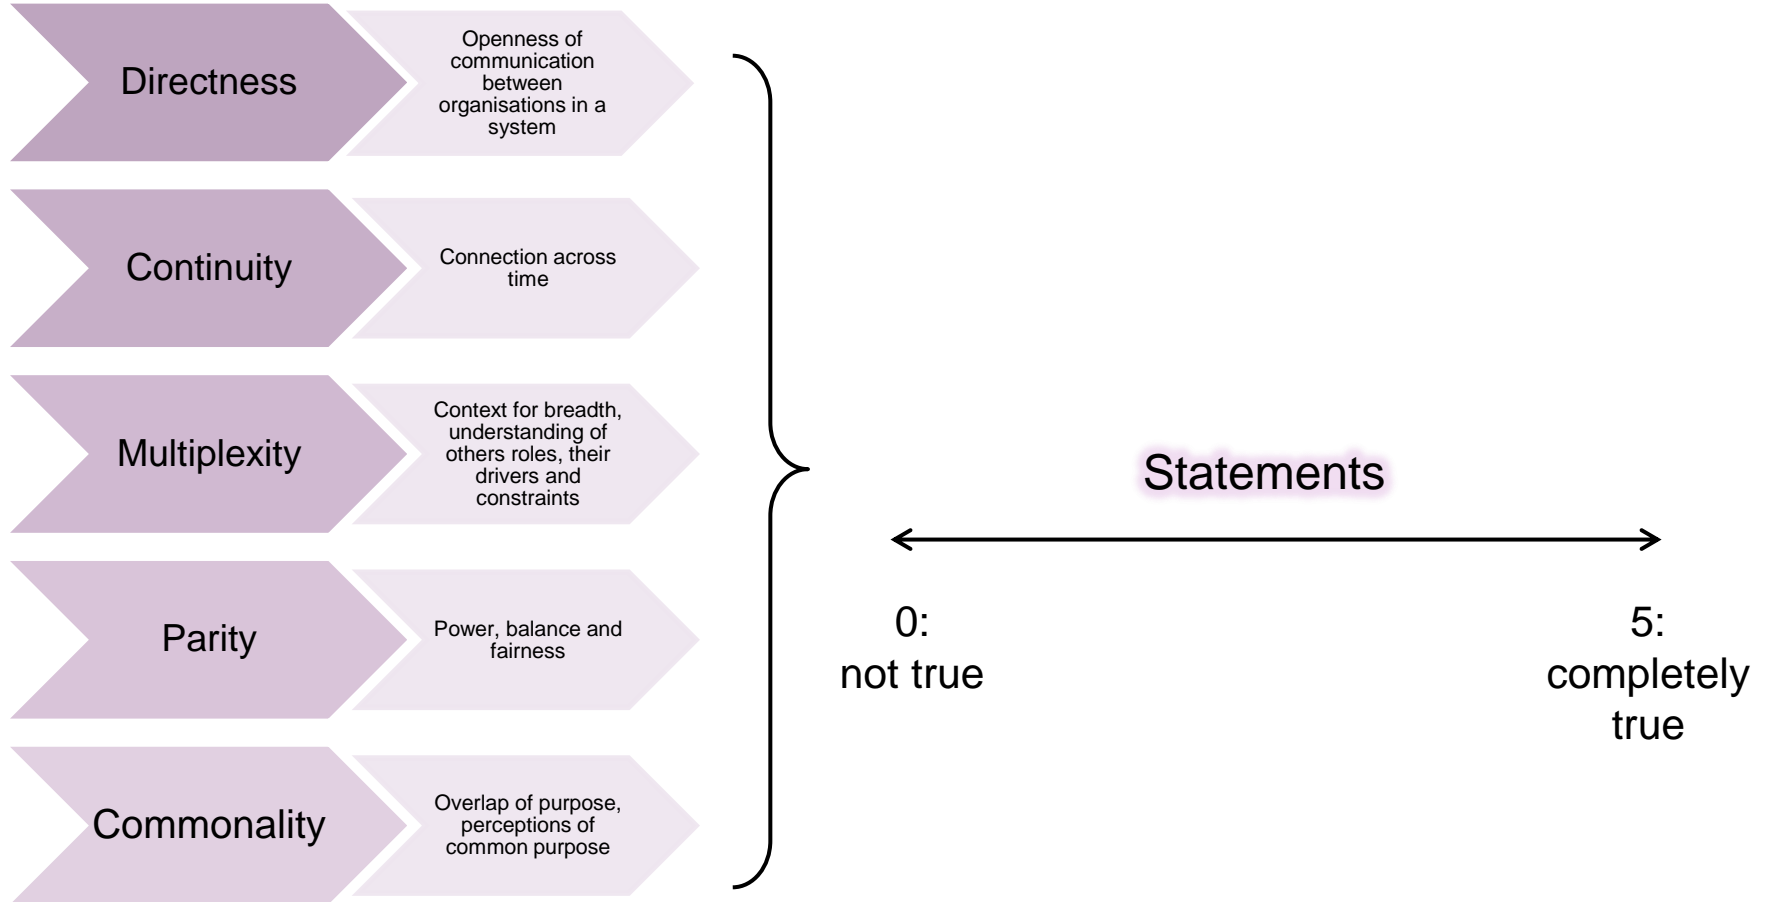 Directness
Openness of
communication
between
organisations in a
system
Continuity
Connection across
time
Multiplexity
Context for breadth,
understanding of
others roles, their
drivers and
constraints
Parity
Power, balance and
fairness
Commonality
Overlap of purpose,
perceptions of
common purpose
Statements
0:
not true
5:
completely
true